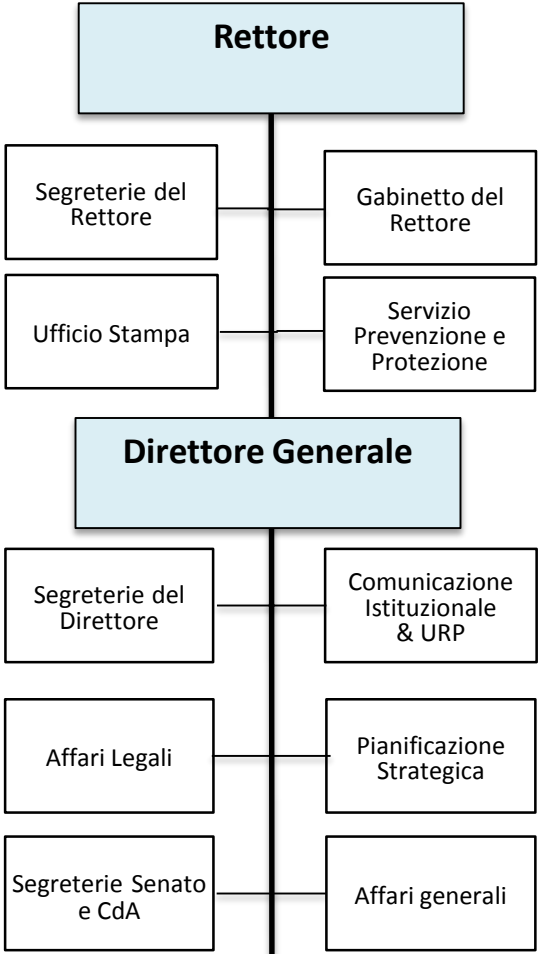 Rettore
Segreterie del
Rettore
Gabinetto del
Rettore
Ufficio Stampa
Servizio
Prevenzione e
Protezione
Direttore Generale
Segreterie del
Direttore
Comunicazione
Istituzionale
& URP
Affari Legali
Pianificazione
Strategica
Segreterie Senato
e CdA
Affari generali